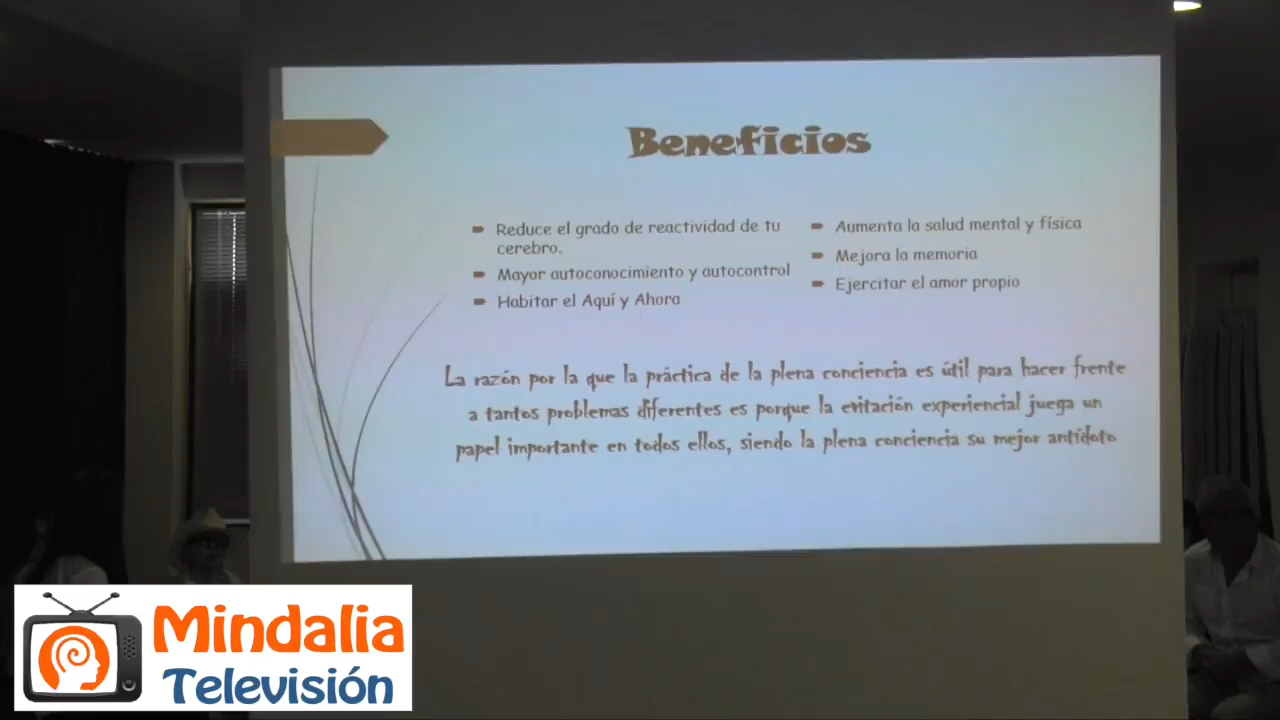 Beneficios
Reduce el grado de reactividad de tu
cerebro.
Mayor autoconocimiento y autocontrol
Habitar el Aquí y Ahora
Aumenta la salud mental y física
Mejora la memoria
Ejercitar el amor propio
La razón por la que la práctica de la plena conciencia es útil para hacer frente
a tantos problemas diferentes es porque la evitación experiencial juega un
papel importante en todos ellos, siendo la plena conciencia su mejor antídoto
Mindalia
Televisión